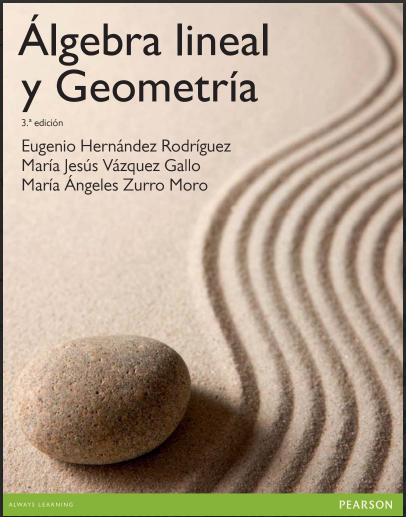 Álgebra lineal
y Geometría
3.ª edición
Eugenio Hernández Rodríguez
María Jesús Vázquez Gallo
María Ángeles Zurro Moro
ALWAYS LEARNING
PEARSON